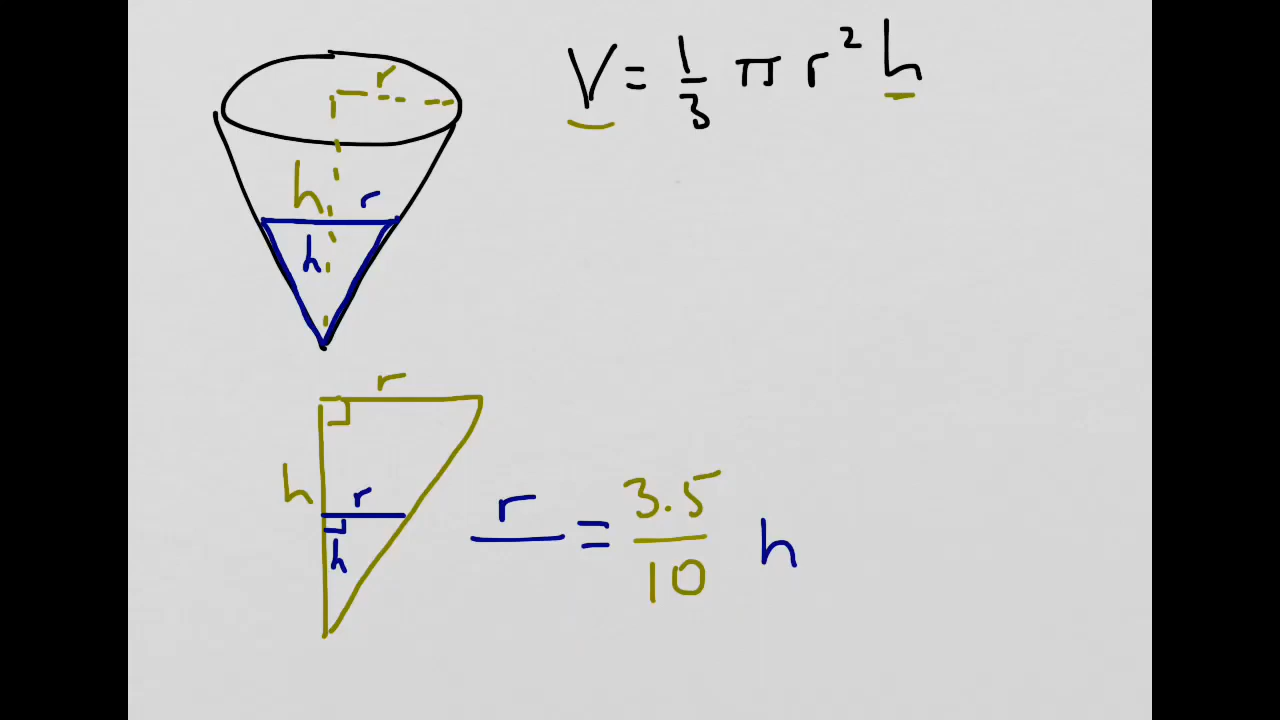 V = 1/3 π r² h
r
h
r
h
r
h
r
h
r = 3.5/10 h